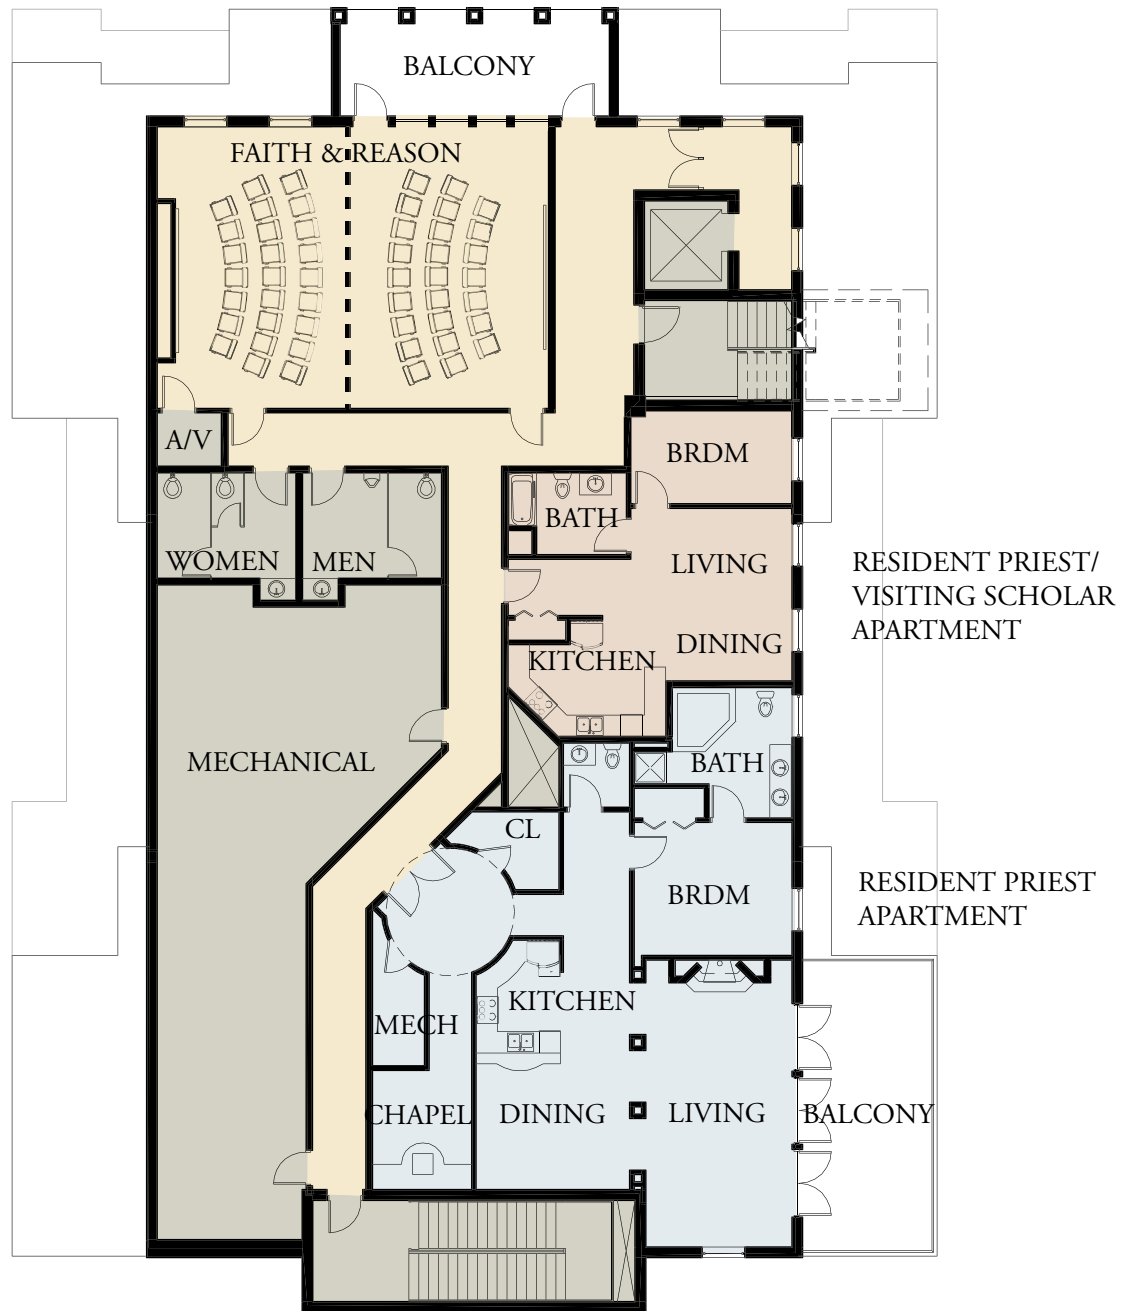 BALCONY
FAITH & REASON
A/V
BRDM
BATH
WOMEN
MEN
LIVING
RESIDENT PRIEST/
VISITING SCHOLAR
APARTMENT
DINING
KITCHEN
MECHANICAL
BATH
CL
BRDM
RESIDENT PRIEST
APARTMENT
KITCHEN
MECH
CHAPEL
DINING
LIVING
BALCONY